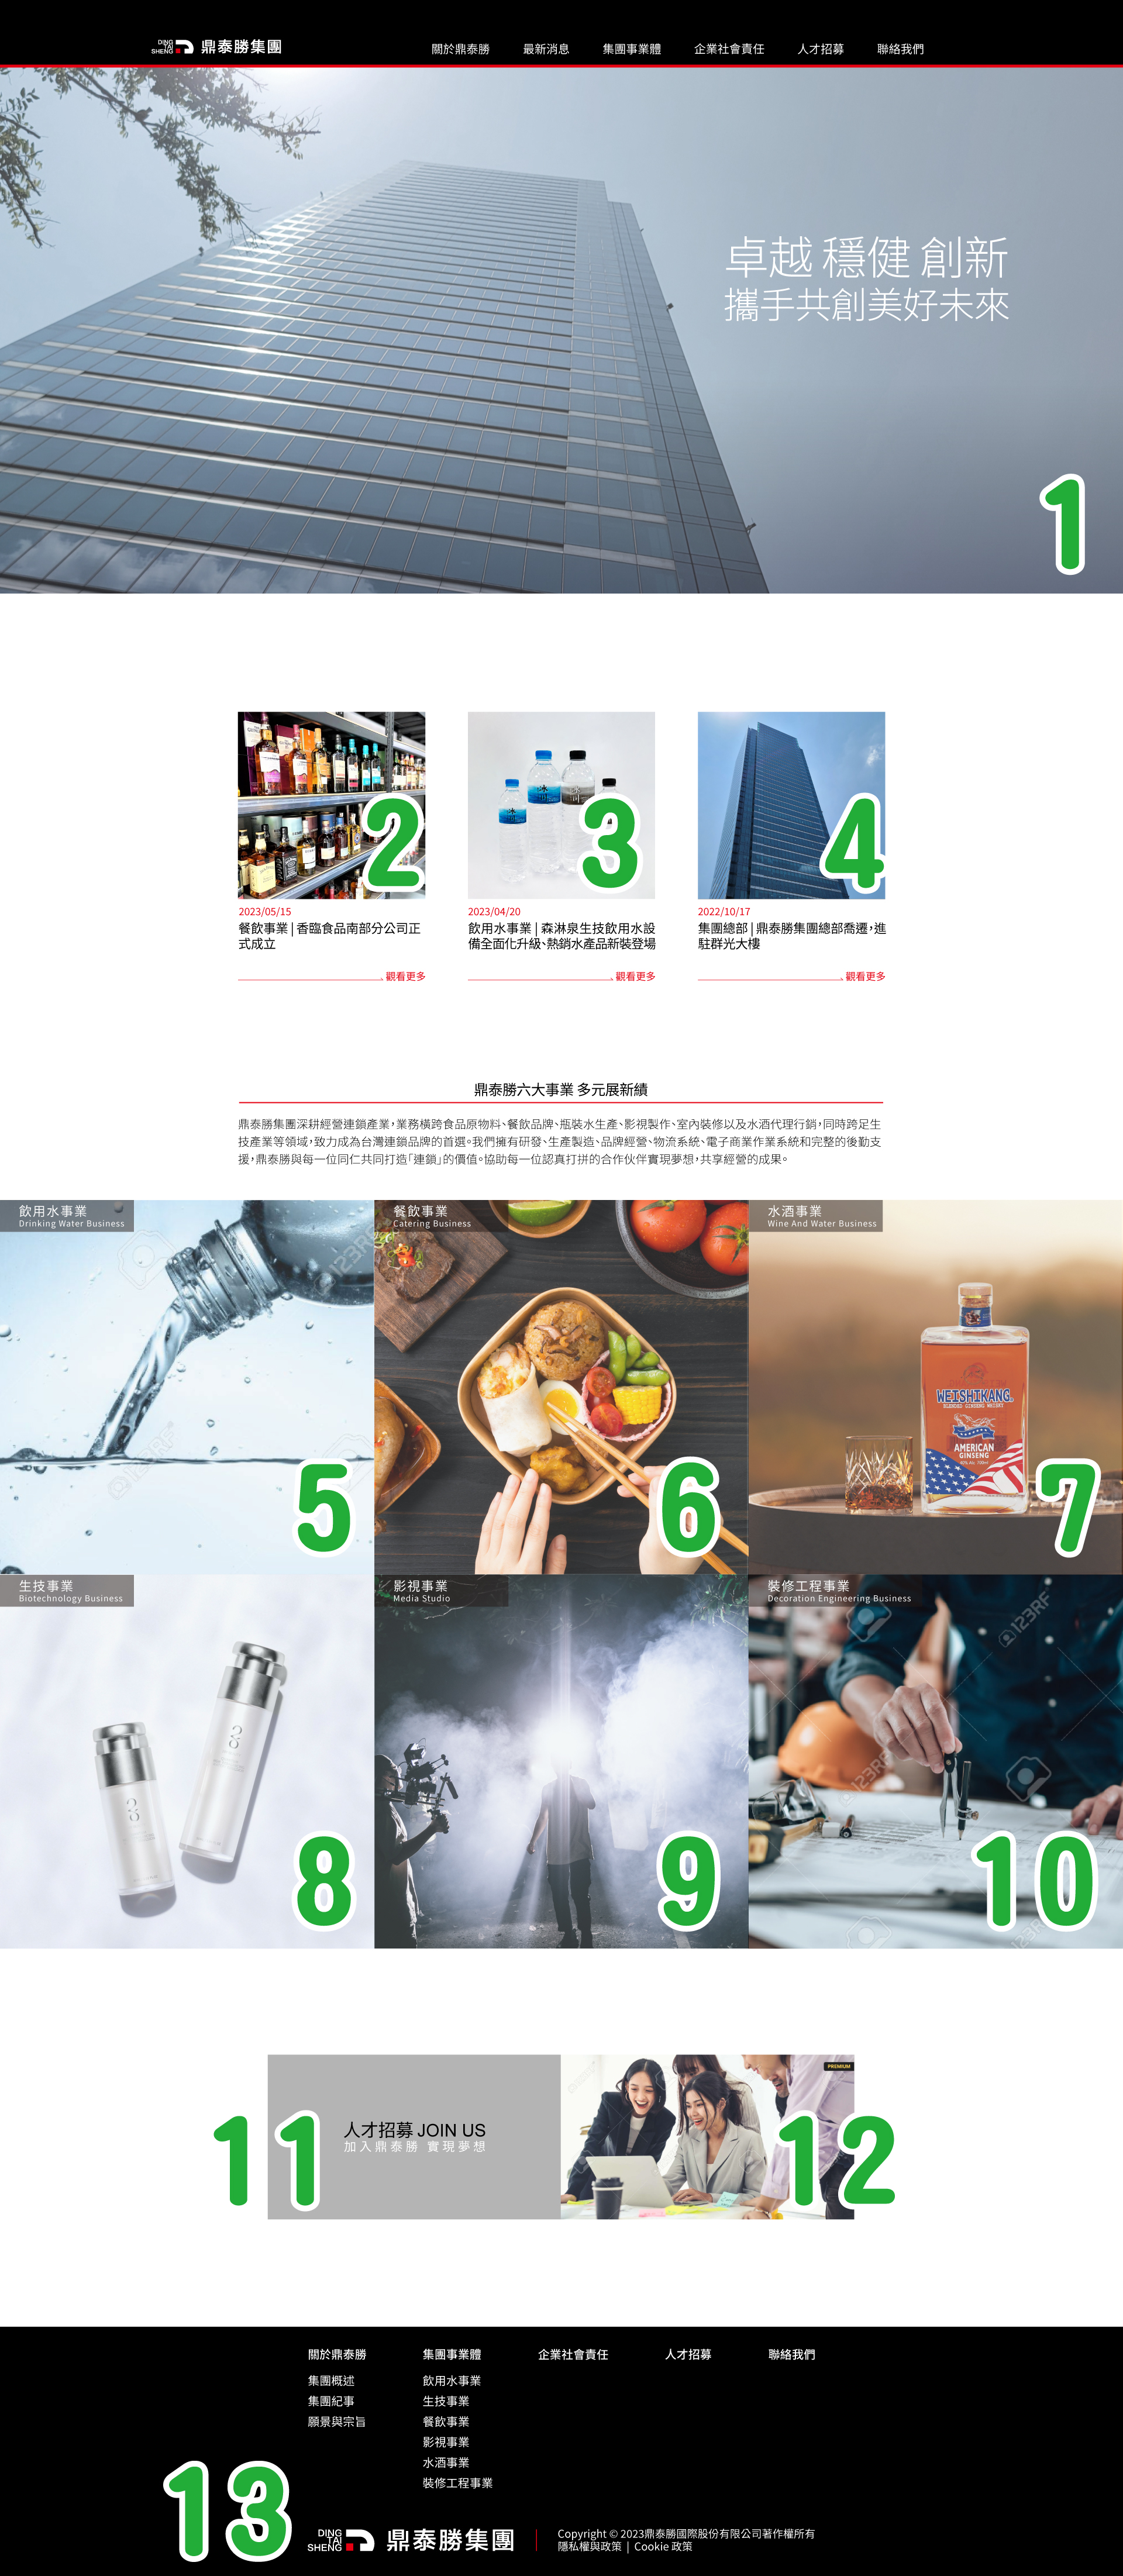 DING TAI SHENG 鼎泰勝集團
關於鼎泰勝 最新消息 集團事業體 企業社會責任 人才招募 聯絡我們
卓越 穩健 創新
攜手共創美好未來
1
2
3
4
2023/05/15
餐飲事業 | 香臨食品南部分公司正
式成立
觀看更多
2023/04/20
飲用水事業 | 森淋泉生技飲用水設
備全面化升級、熱銷水產品新裝登場
觀看更多
2022/10/17
集團總部 | 鼎泰勝集團總部喬遷，進
駐群光大樓
觀看更多
鼎泰勝六大事業 多元展新績
鼎泰勝集團深耕經營連鎖產業，業務橫跨食品原物料、餐飲品牌、瓶裝水生產、影視製作、室內裝修以及水酒代理行銷，同時跨足生
技產業等領域，致力成為台灣連鎖品牌的首選。我們擁有研發、生產製造、品牌經營、物流系統、電子商業作業系統和完整的後勤支
援，鼎泰勝與每一位同仁共同打造「連鎖」的價值。協助每一位認真打拼的合作伙伴實現夢想，共享經營的成果。
飲用水事業
Drinking Water Business
123RF
5
餐飲事業
Catering Business
6
水酒事業
Wine And Water Business
WEISHIKANG
BLENDED GINSENG WHISKY
AMERICAN
GINSENG
7
生技事業
Biotechnology Business
8
影視事業
Media Studio
9
裝修工程事業
Decoration Engineering Business
123RF
10
人才招募 JOIN US
加入鼎泰勝 實現夢想
11
PREMIUM
12
關於鼎泰勝
集團概述
集團紀事
願景與宗旨
集團事業體
飲用水事業
生技事業
餐飲事業
影視事業
水酒事業
裝修工程事業
企業社會責任
人才招募
聯絡我們
13
DING TAI SHENG 鼎泰勝集團
Copyright © 2023鼎泰勝國際股份有限公司著作權所有
隱私權與政策 | Cookie 政策